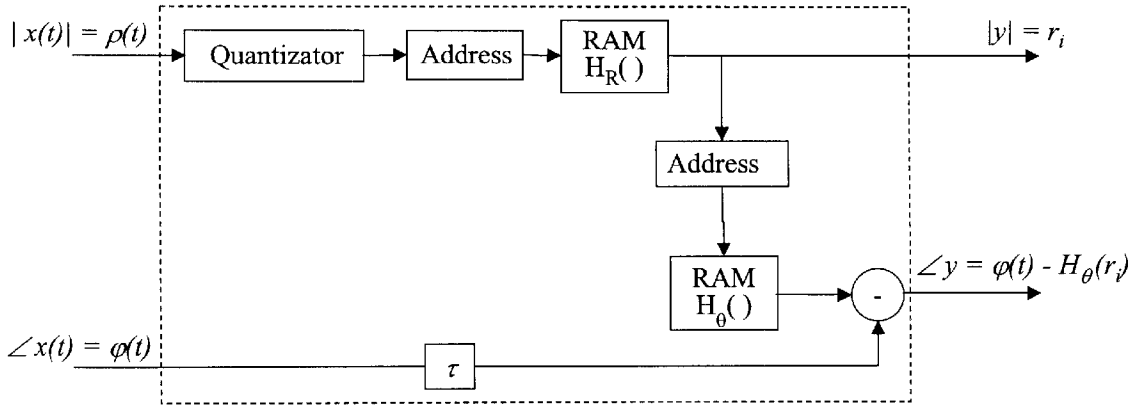 | x(t)| = ρ(t)
Quantizator
Address
RAM
H_R( )
|y| = r_i
Address
RAM
H_θ( )
-
∠y = φ(t) - H_θ(r_i)
∠x(t) = φ(t)
τ